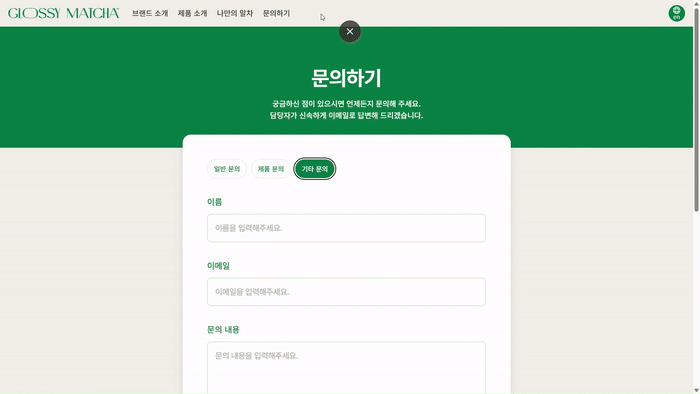 GLOSSY MATCHA
브랜드 소개
제품 소개
나만의 말차
문의하기
en
문의하기
궁금하신 점이 있으시면 언제든지 문의해 주세요.
담당자가 신속하게 이메일로 답변해 드리겠습니다.
일반 문의
제품 문의
기타 문의
이름
이름을 입력해주세요.
이메일
이메일을 입력해주세요.
문의 내용
문의 내용을 입력해주세요.